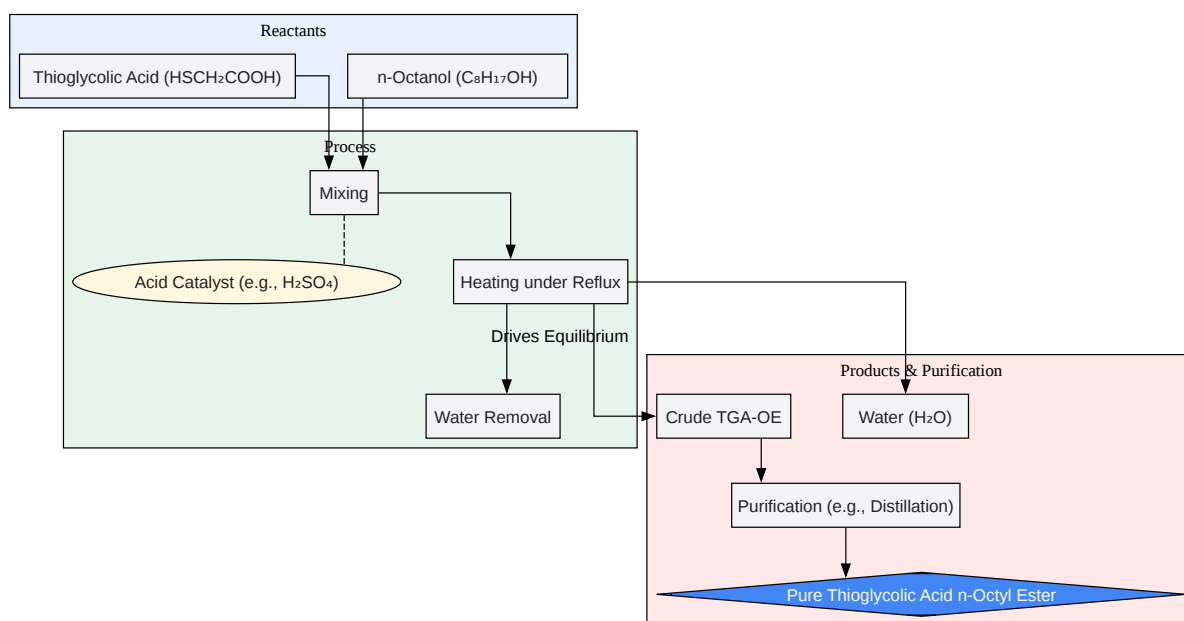 Reactants
Thioglycolic Acid (HSCH₂COOH)
n-Octanol (C₈H₁₇OH)
Process
Mixing
Acid Catalyst (e.g., H₂SO₄)
Heating under Reflux
Drives Equilibrium
Water Removal
Products & Purification
Crude TGA-OE
Water (H₂O)
Purification (e.g., Distillation)
Pure Thioglycolic Acid n-Octyl Ester